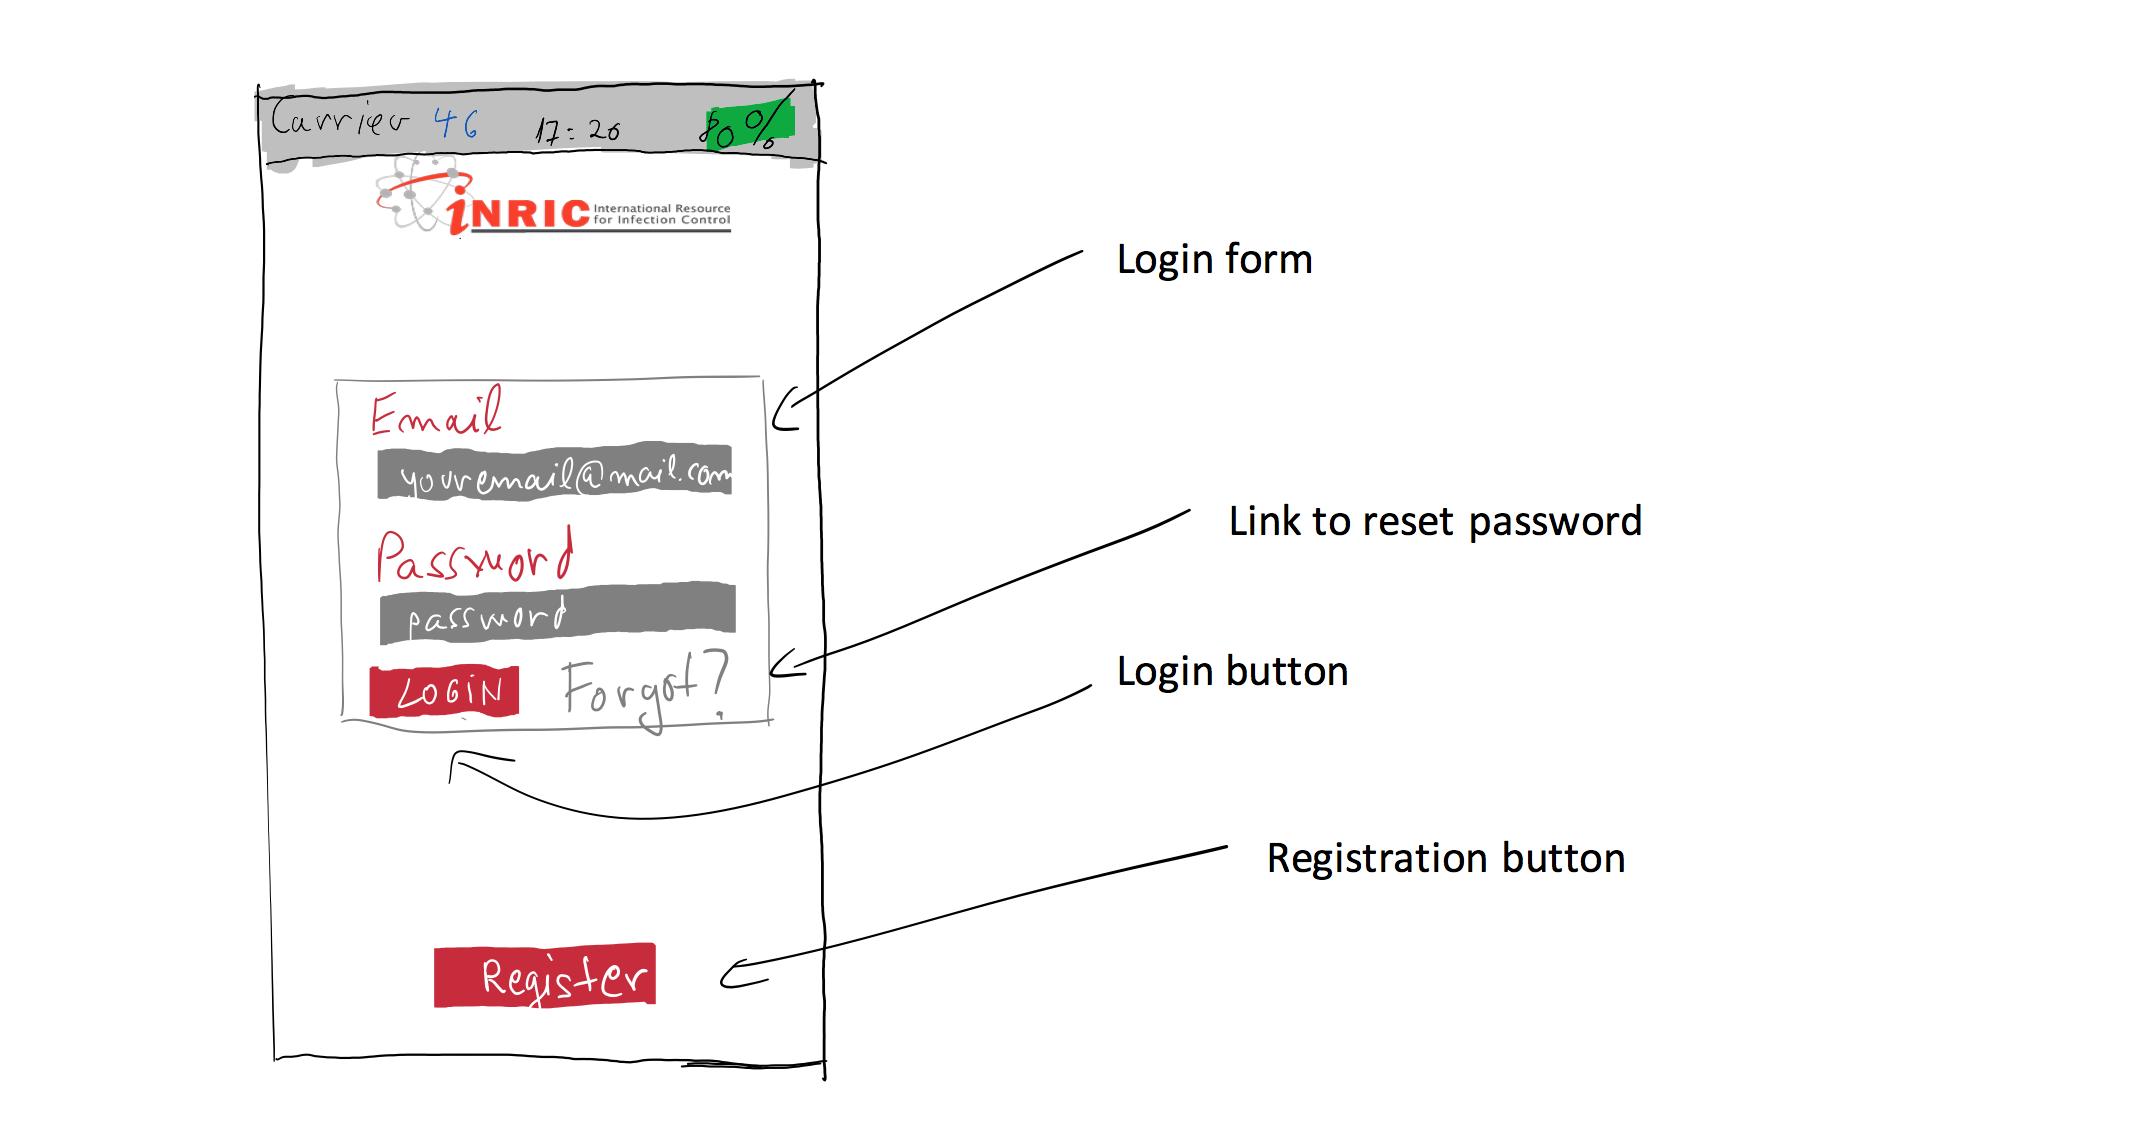 Carrier 4G 17:20 80%
iNRIC International Resource
for Infection Control
Login form
Email
youremail@mail.com
Link to reset password
Password
password
Login button
LOGIN Forgot?
Registration button
Register